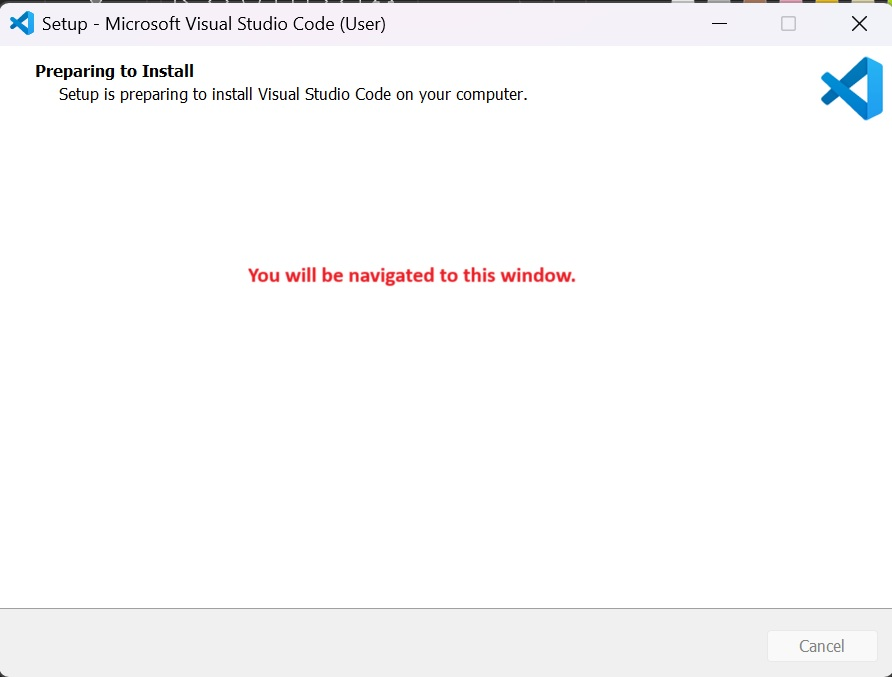 Setup - Microsoft Visual Studio Code (User)
Preparing to Install
Setup is preparing to install Visual Studio Code on your computer.
You will be navigated to this window.
Cancel